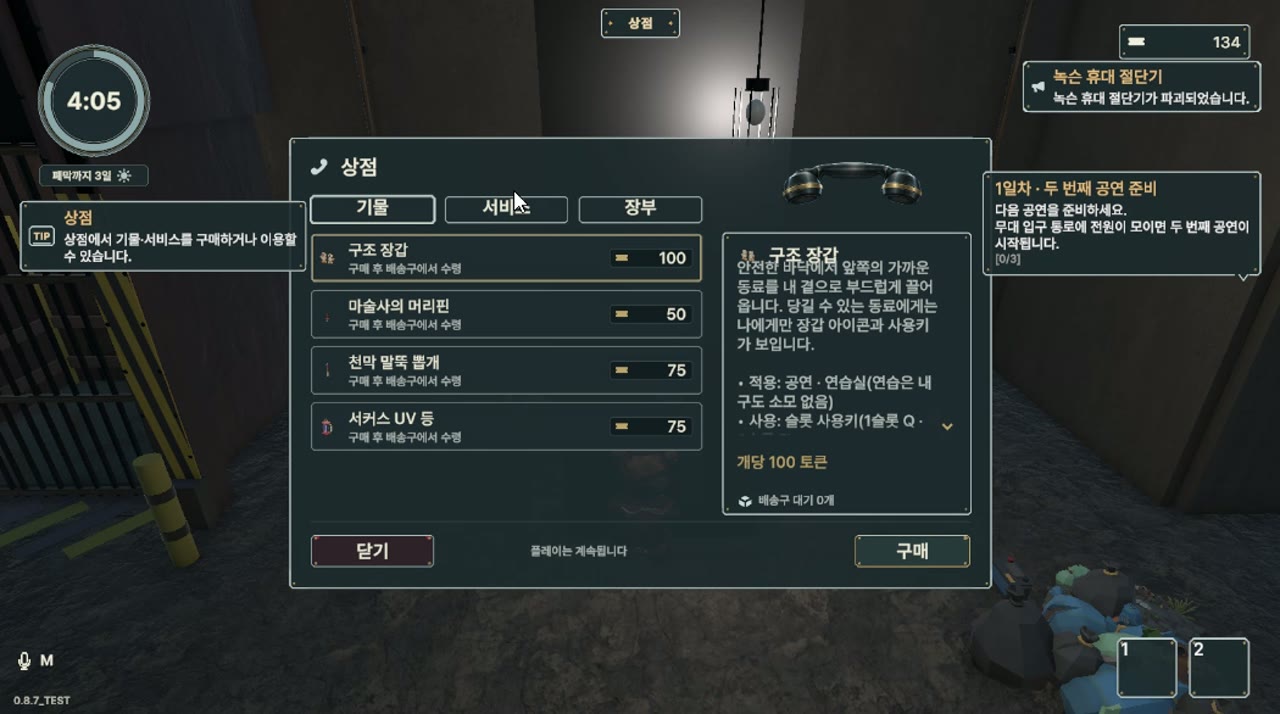 상점
134
녹슨 휴대 절단기
녹슨 휴대 절단기가 파괴되었습니다.
4:05
폐막까지 3일
상점
TIP
상점에서 기물·서비스를 구매하거나 이용할
수 있습니다.
1일차 · 두 번째 공연 준비
다음 공연을 준비하세요.
무대 입구 통로에 전원이 모이면 두 번째 공연이
시작됩니다.
[0/3]
상점
기물
서비스
장부
구조 장갑
구매 후 배송구에서 수령
100
마술사의 머리핀
구매 후 배송구에서 수령
50
천막 말뚝 뽑개
구매 후 배송구에서 수령
75
서커스 UV 등
구매 후 배송구에서 수령
75
구조 장갑
안전한 바닥에서 앞쪽의 가까운
동료를 내 곁으로 부드럽게 끌어
옵니다. 당길 수 있는 동료에게는
나에게만 장갑 아이콘과 사용키
가 보입니다.
• 적용: 공연 · 연습실(연습은 내
구도 소모 없음)
• 사용: 슬롯 사용키(1슬롯 Q ·
개당 100 토큰
배송구 대기 0개
닫기
플레이는 계속됩니다
구매
M
1
2
0.8.7_TEST